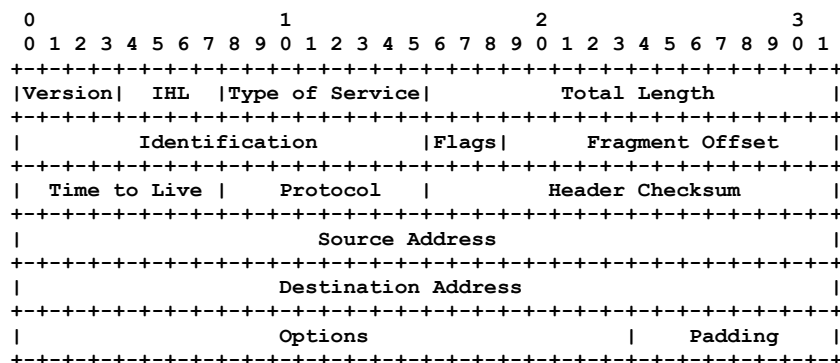 0                   1                   2                   3
0 1 2 3 4 5 6 7 8 9 0 1 2 3 4 5 6 7 8 9 0 1 2 3 4 5 6 7 8 9 0 1
+-+-+-+-+-+-+-+-+-+-+-+-+-+-+-+-+-+-+-+-+-+-+-+-+-+-+-+-+-+-+-+-+
|Version|  IHL  |Type of Service|          Total Length         |
+-+-+-+-+-+-+-+-+-+-+-+-+-+-+-+-+-+-+-+-+-+-+-+-+-+-+-+-+-+-+-+-+
|         Identification        |Flags|      Fragment Offset    |
+-+-+-+-+-+-+-+-+-+-+-+-+-+-+-+-+-+-+-+-+-+-+-+-+-+-+-+-+-+-+-+-+
|  Time to Live |    Protocol   |         Header Checksum       |
+-+-+-+-+-+-+-+-+-+-+-+-+-+-+-+-+-+-+-+-+-+-+-+-+-+-+-+-+-+-+-+-+
|                       Source Address                          |
+-+-+-+-+-+-+-+-+-+-+-+-+-+-+-+-+-+-+-+-+-+-+-+-+-+-+-+-+-+-+-+-+
|                    Destination Address                        |
+-+-+-+-+-+-+-+-+-+-+-+-+-+-+-+-+-+-+-+-+-+-+-+-+-+-+-+-+-+-+-+-+
|                    Options                    |    Padding    |
+-+-+-+-+-+-+-+-+-+-+-+-+-+-+-+-+-+-+-+-+-+-+-+-+-+-+-+-+-+-+-+-+